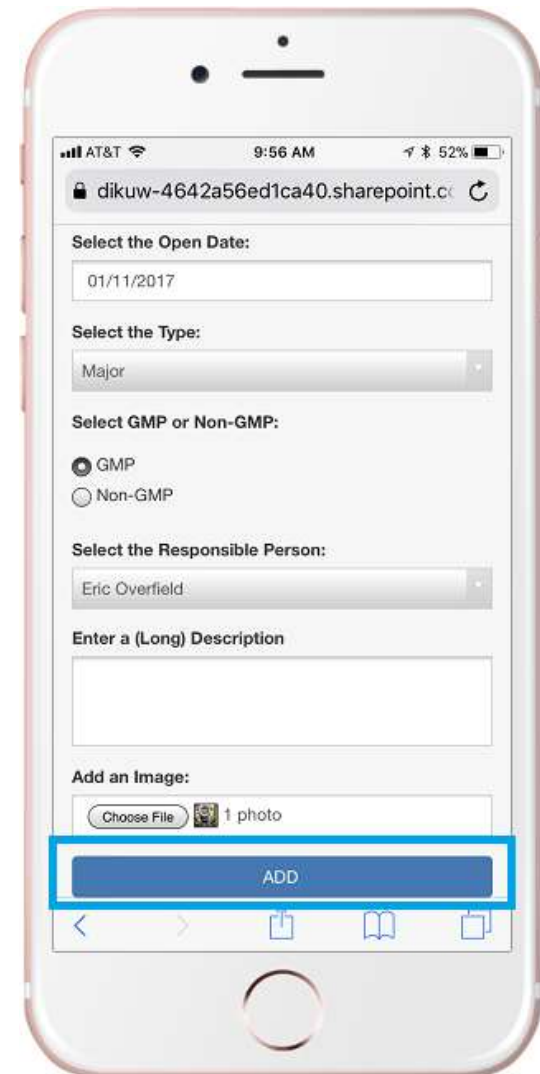 AT&T 9:56 AM 52%
dikuw-4642a56ed1ca40.sharepoint.c
Select the Open Date:
01/11/2017
Select the Type:
Major
Select GMP or Non-GMP:
GMP
Non-GMP
Select the Responsible Person:
Eric Overfield
Enter a (Long) Description
Add an Image:
Choose File 1 photo
ADD